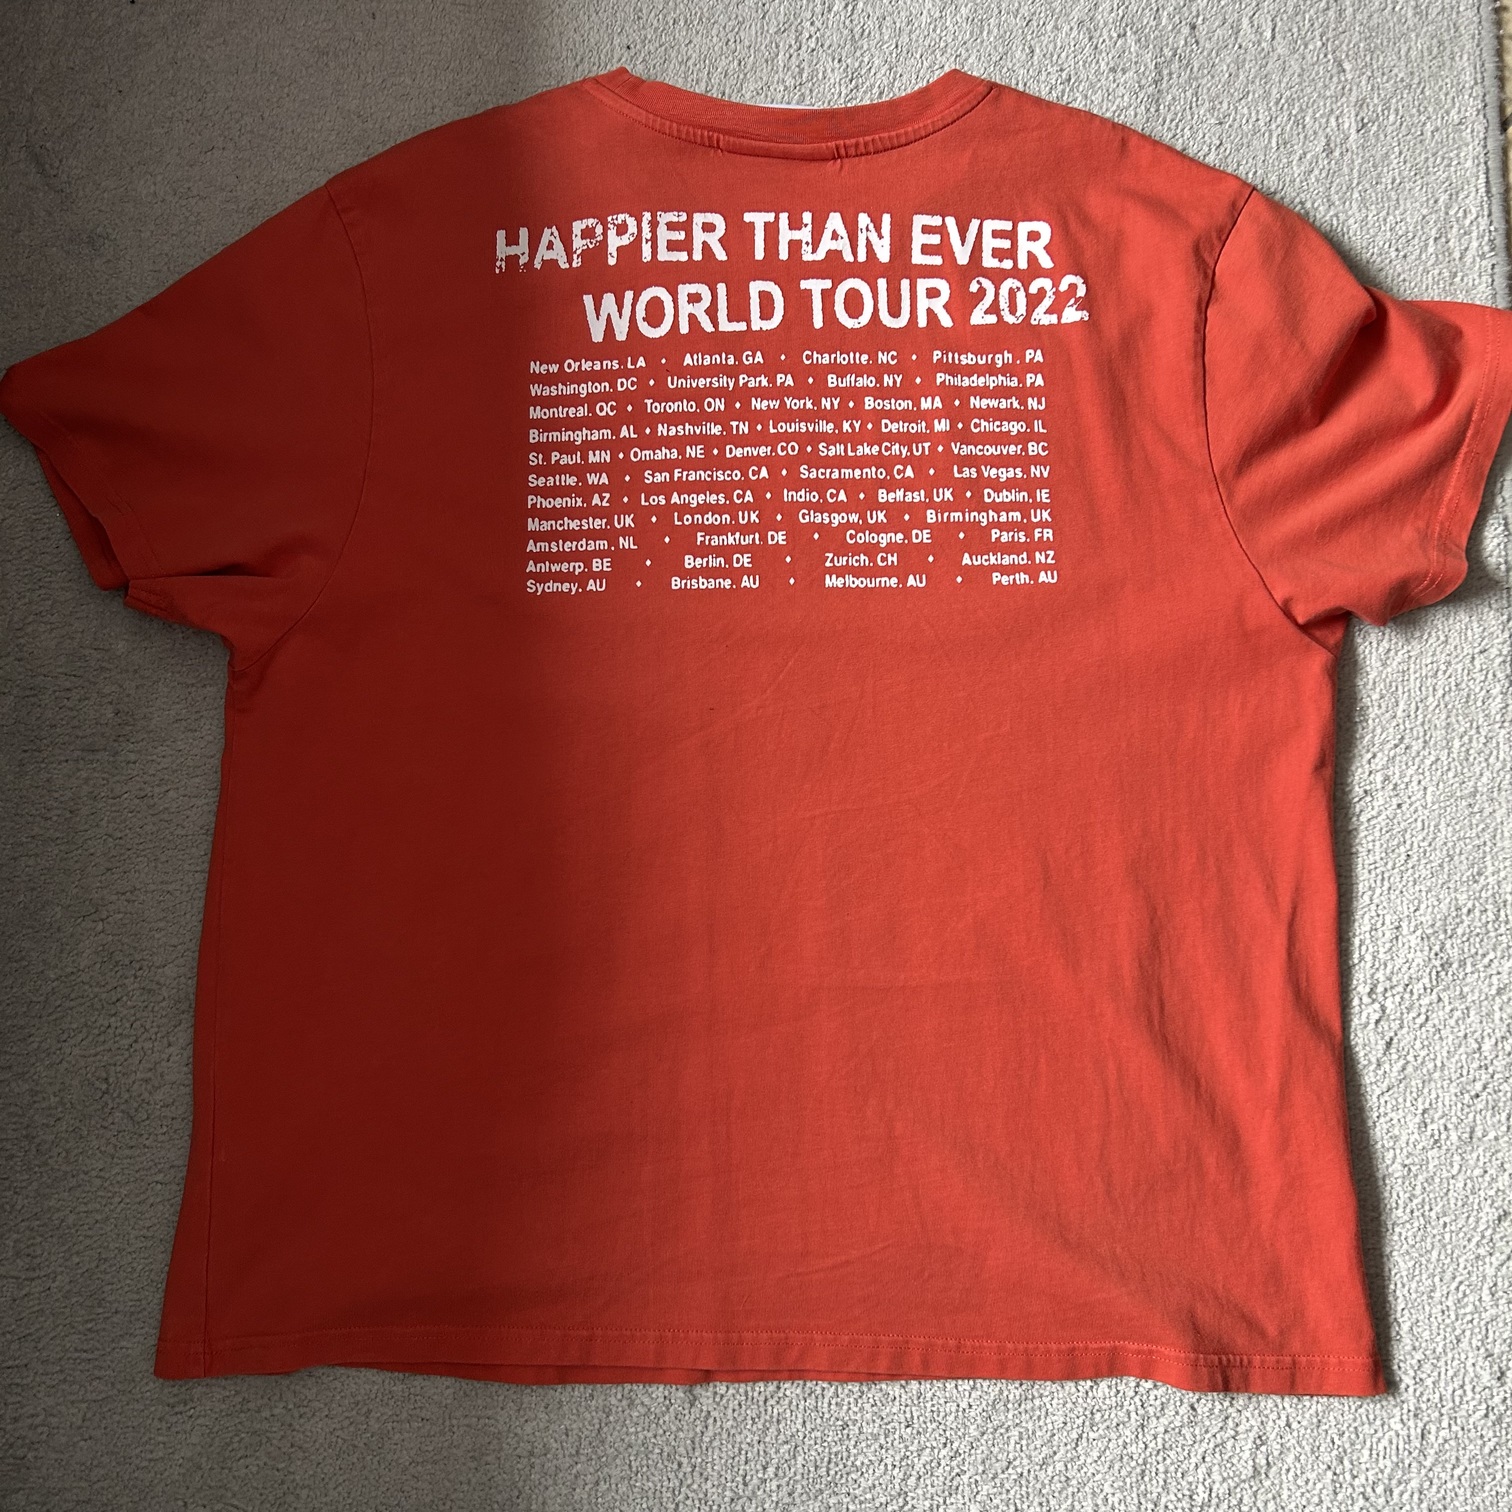 HAPPIER THAN EVER
WORLD TOUR 2022
New Orleans, LA • Atlanta, GA • Charlotte, NC • Pittsburgh, PA
Washington, DC • University Park, PA • Buffalo, NY • Philadelphia, PA
Montreal, QC • Toronto, ON • New York, NY • Boston, MA • Newark, NJ
Birmingham, AL • Nashville, TN • Louisville, KY • Detroit, MI • Chicago, IL
St. Paul, MN • Omaha, NE • Denver, CO • Salt Lake City, UT • Vancouver, BC
Seattle, WA • San Francisco, CA • Sacramento, CA • Las Vegas, NV
Phoenix, AZ • Los Angeles, CA • Indio, CA • Belfast, UK • Dublin, IE
Manchester, UK • London, UK • Glasgow, UK • Birmingham, UK
Amsterdam, NL • Frankfurt, DE • Cologne, DE • Paris, FR
Antwerp, BE • Berlin, DE • Zurich, CH • Auckland, NZ
Sydney, AU • Brisbane, AU • Melbourne, AU • Perth, AU